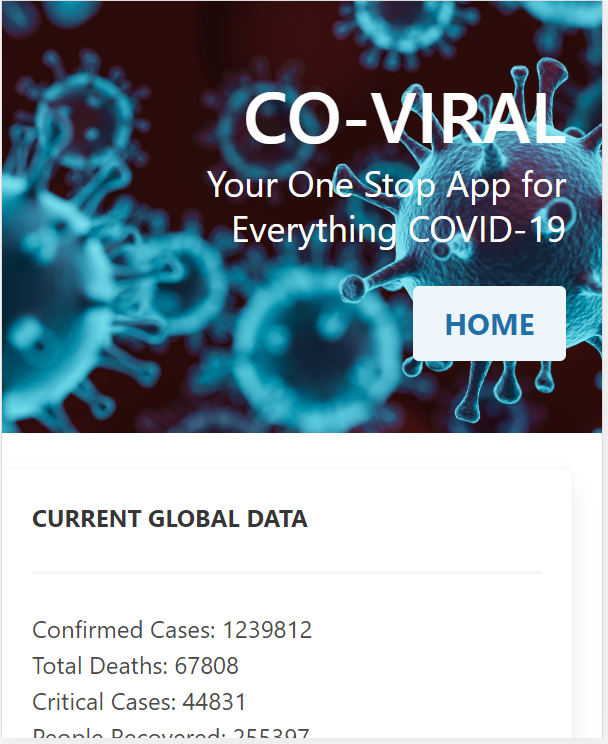 CO-VIRAL
Your One Stop App for
Everything COVID-19
HOME
CURRENT GLOBAL DATA
Confirmed Cases: 1239812
Total Deaths: 67808
Critical Cases: 44831
People Recovered: 255397